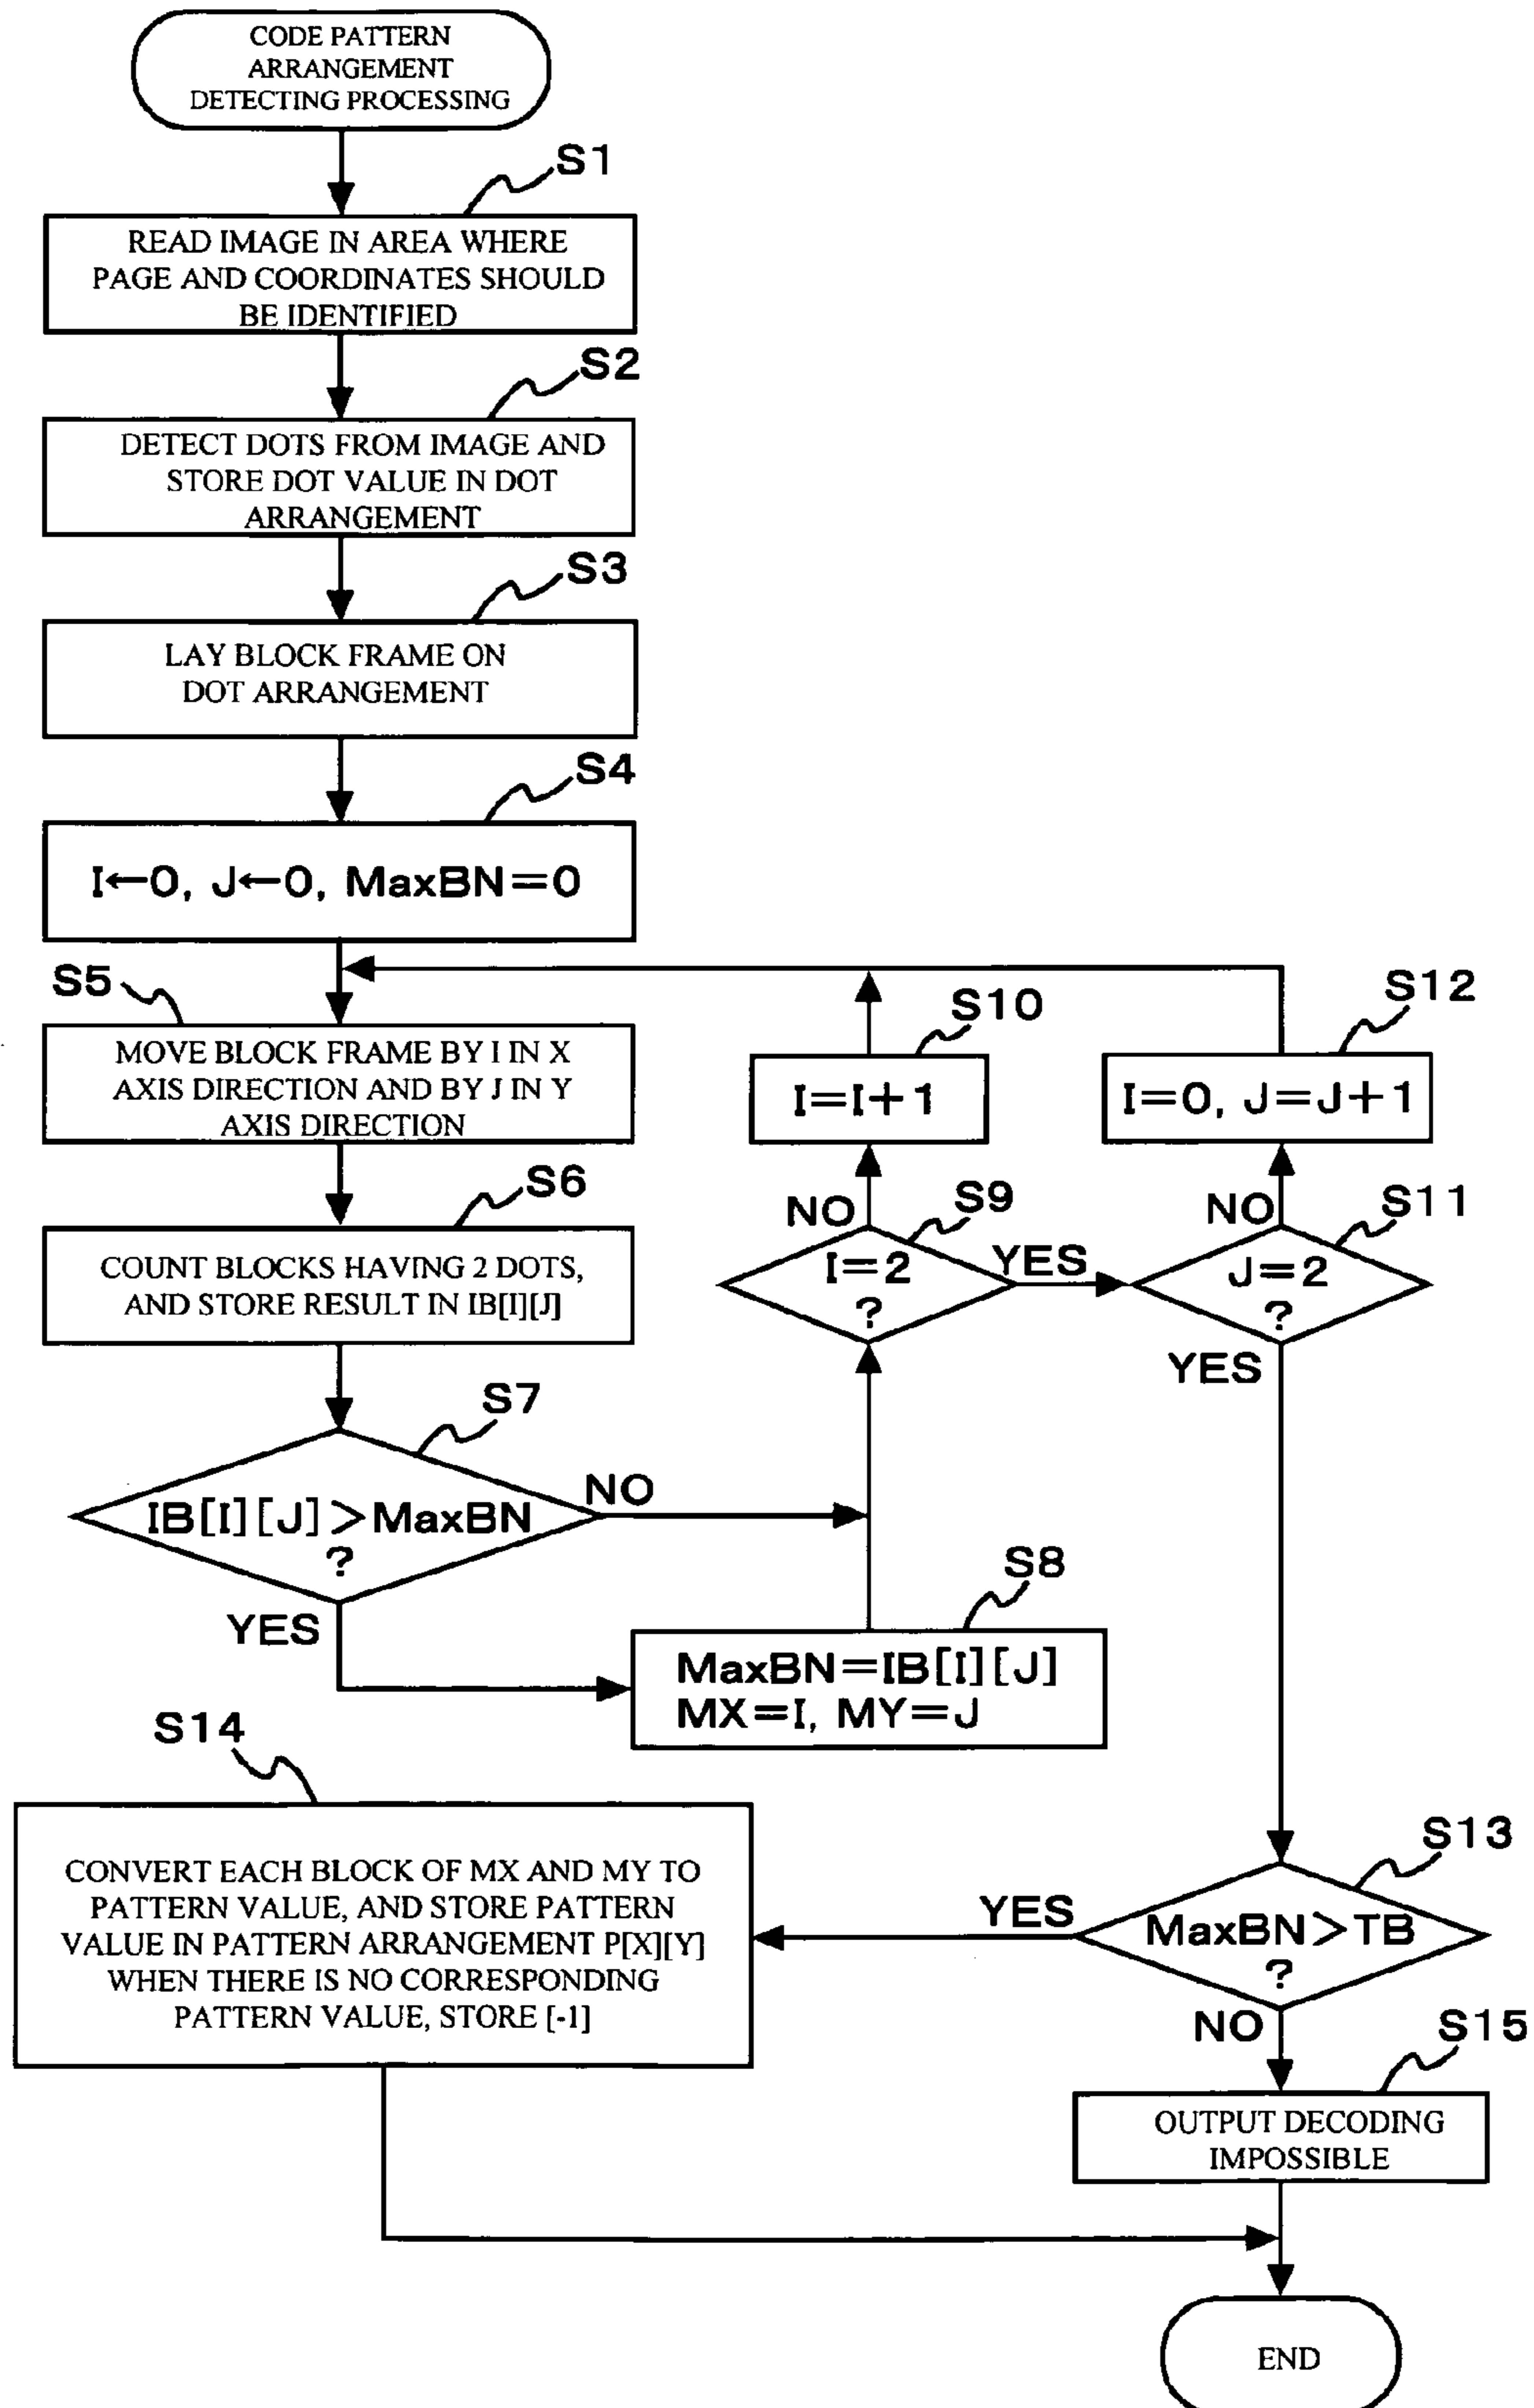 CODE PATTERN
ARRANGEMENT
DETECTING PROCESSING
S1
READ IMAGE IN AREA WHERE
PAGE AND COORDINATES SHOULD
BE IDENTIFIED
S2
DETECT DOTS FROM IMAGE AND
STORE DOT VALUE IN DOT
ARRANGEMENT
S3
LAY BLOCK FRAME ON
DOT ARRANGEMENT
S4
I←0, J←0, MaxBN=0
S5
MOVE BLOCK FRAME BY I IN X
AXIS DIRECTION AND BY J IN Y
AXIS DIRECTION
S6
COUNT BLOCKS HAVING 2 DOTS,
AND STORE RESULT IN IB[I][J]
S7
IB[I][J]>MaxBN
?
NO
YES
S8
MaxBN=IB[I][J]
MX=I, MY=J
S9
I=2
?
NO
YES
S10
I=I+1
S11
J=2
?
NO
YES
S12
I=0, J=J+1
S13
MaxBN>TB
?
YES
NO
S14
CONVERT EACH BLOCK OF MX AND MY TO
PATTERN VALUE, AND STORE PATTERN
VALUE IN PATTERN ARRANGEMENT P[X][Y]
WHEN THERE IS NO CORRESPONDING
PATTERN VALUE, STORE [-1]
S15
OUTPUT DECODING
IMPOSSIBLE
END